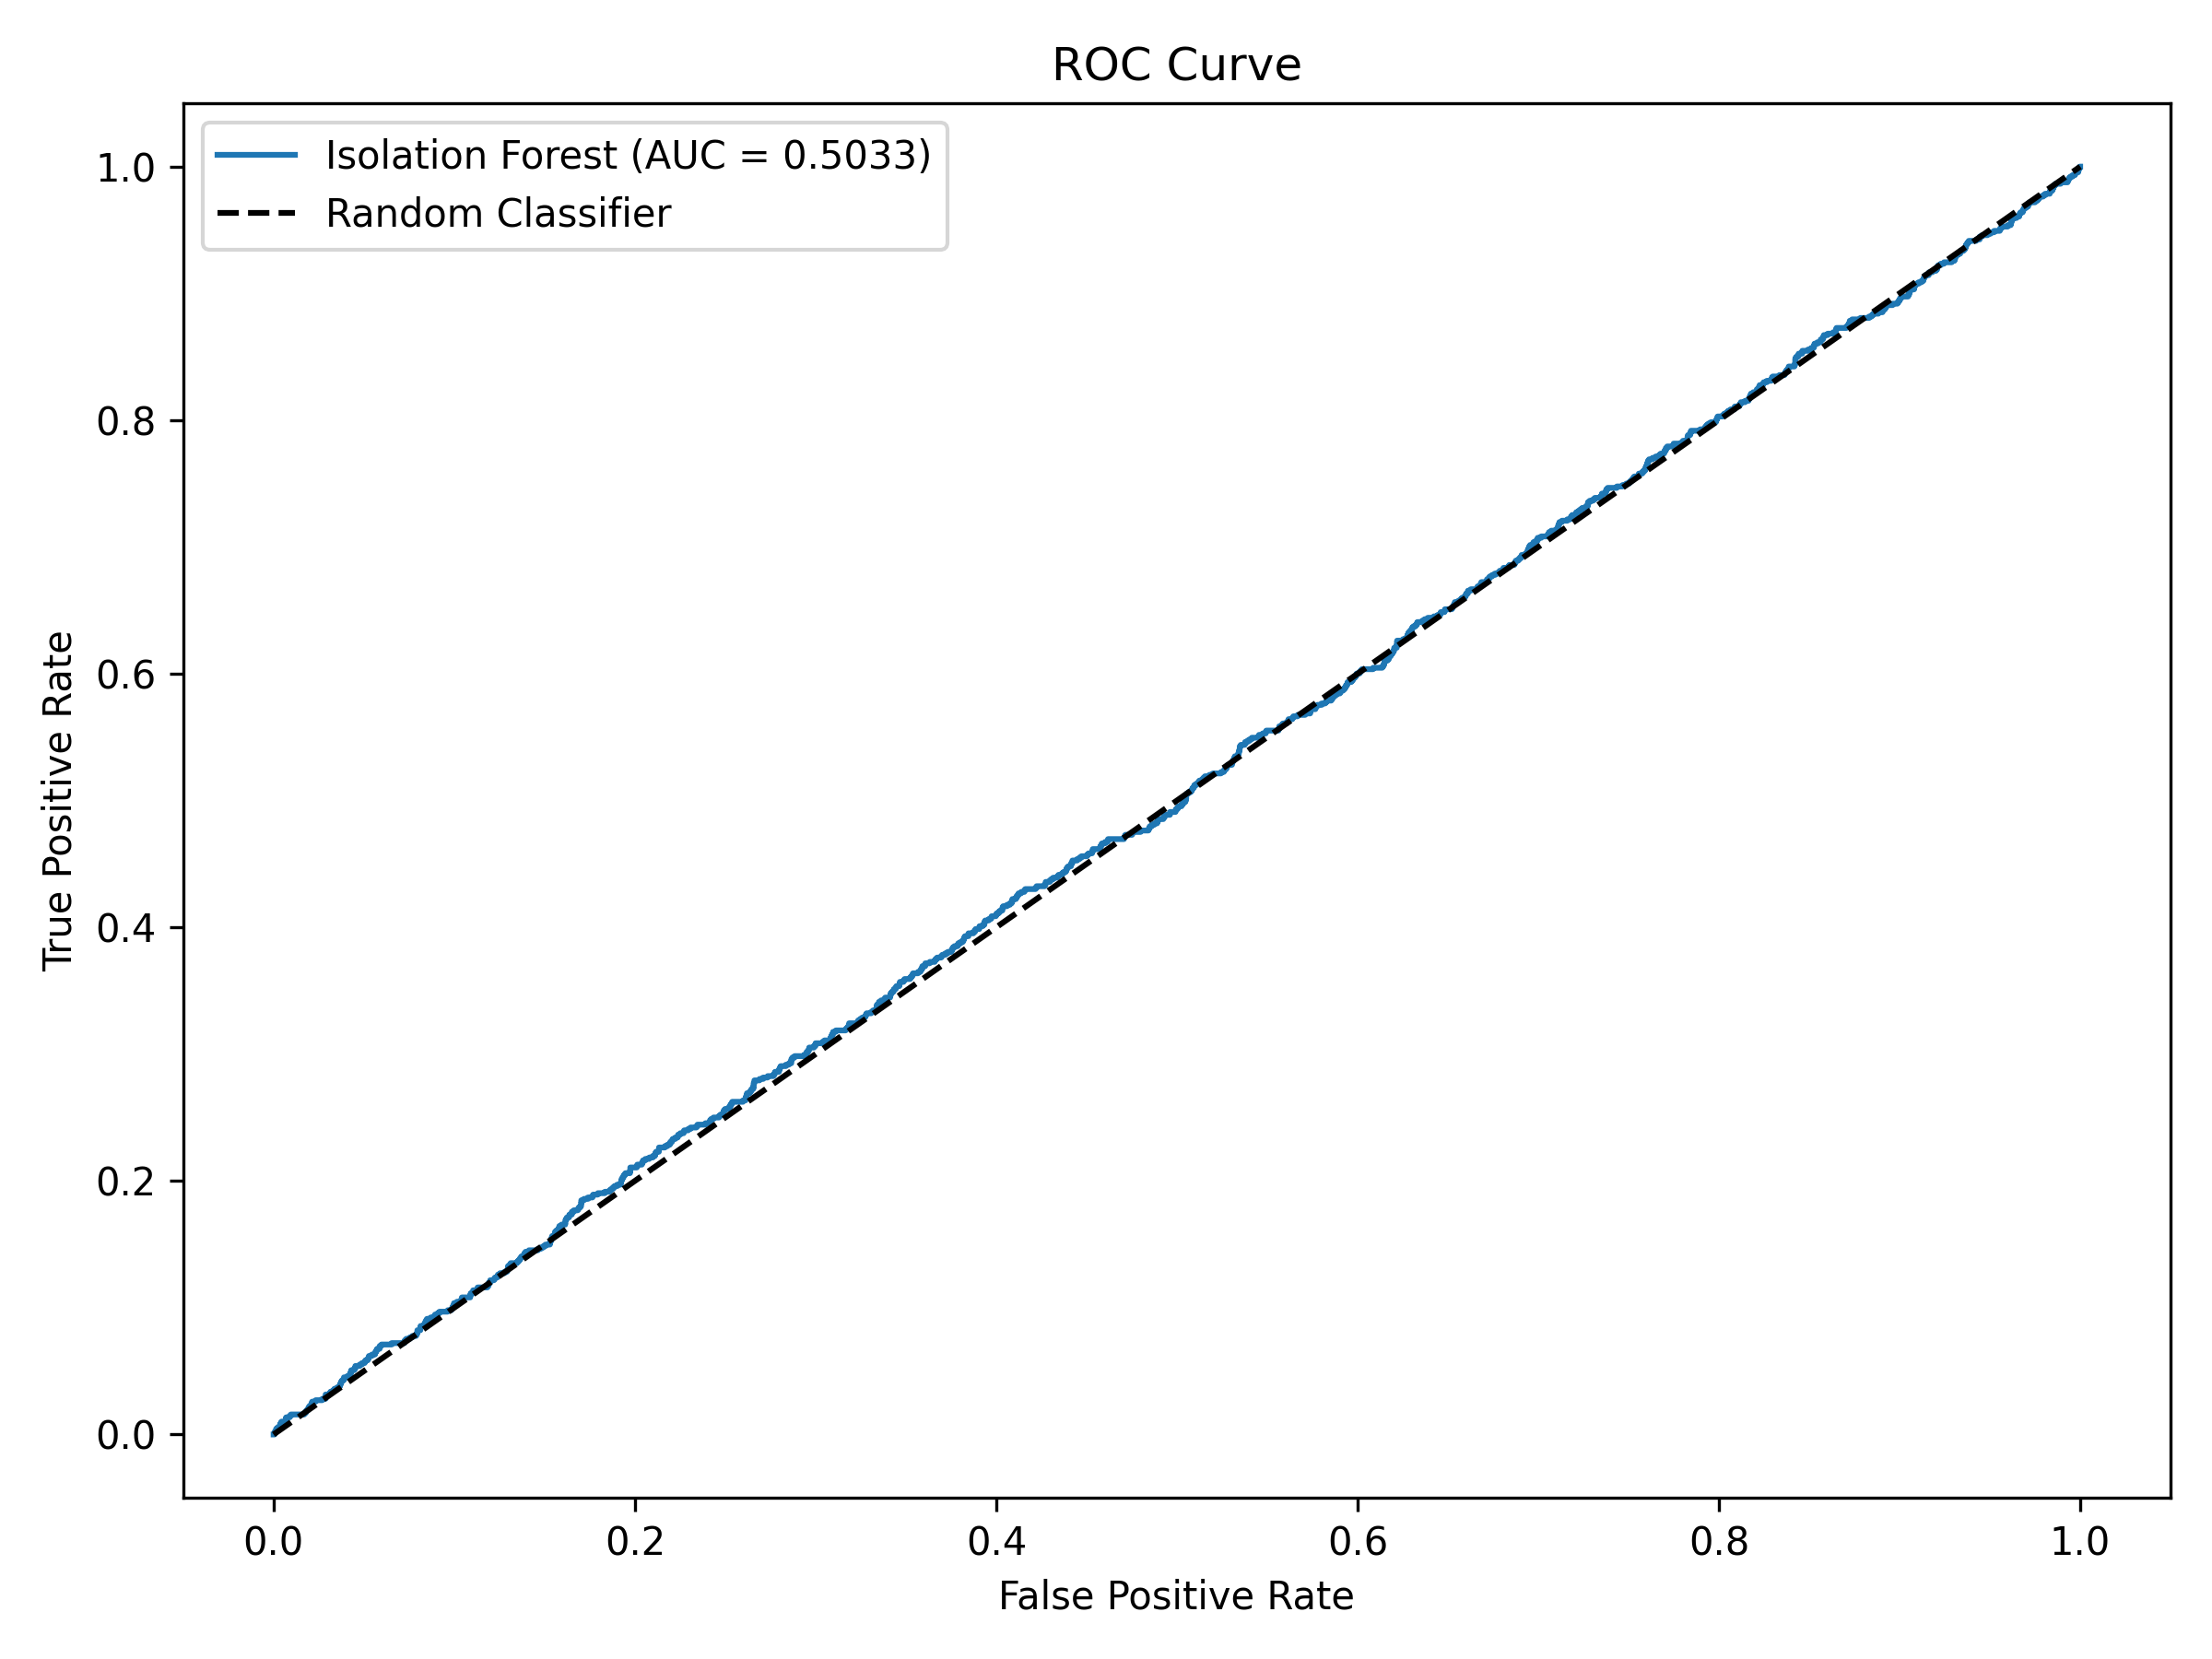 ROC Curve
Isolation Forest (AUC = 0.5033)
Random Classifier
True Positive Rate
1.0
0.8
0.6
0.4
0.2
0.0
0.0 0.2 0.4 0.6 0.8 1.0
False Positive Rate